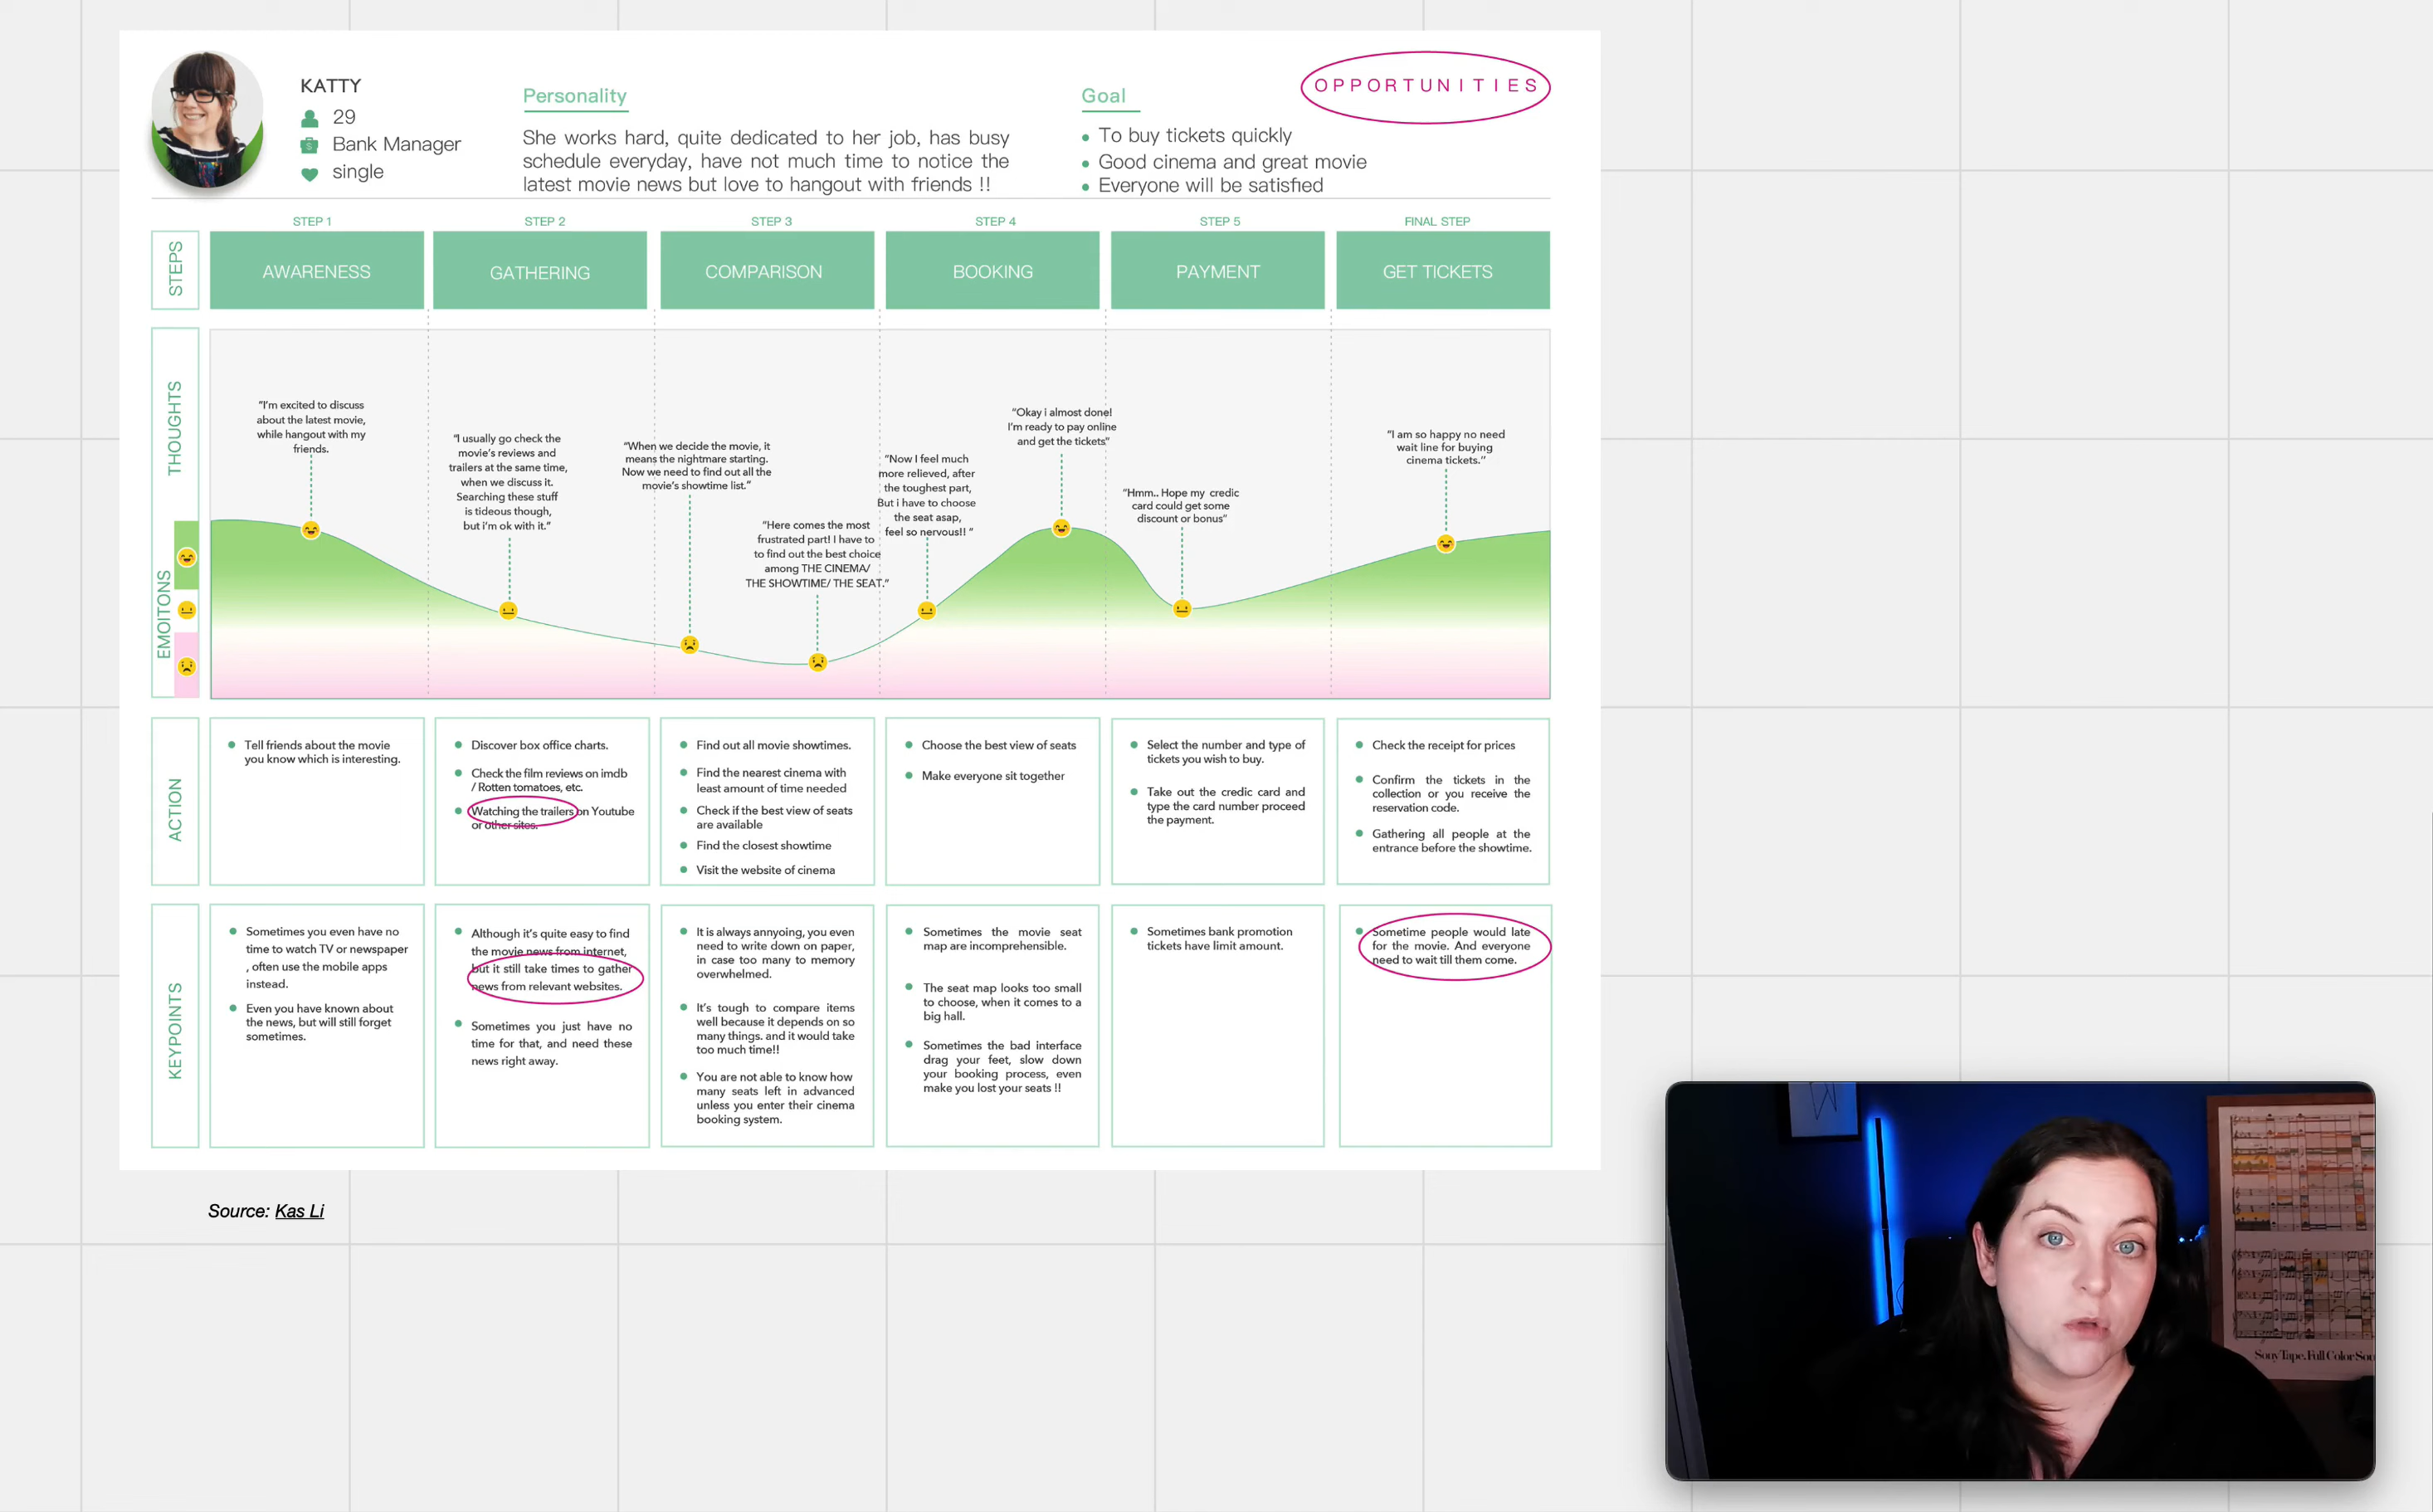 KATTY
29
Bank Manager
single
Personality
She works hard, quite dedicated to her job, has busy
schedule everyday, have not much time to notice the
latest movie news but love to hangout with friends !!
Goal
To buy tickets quickly
Good cinema and great movie
Everyone will be satisfied
OPPORTUNITIES
STEPS
STEP 1
AWARENESS
STEP 2
GATHERING
STEP 3
COMPARISON
STEP 4
BOOKING
STEP 5
PAYMENT
FINAL STEP
GET TICKETS
THOUGHTS
EMOITONS
“I’m excited to discuss
about the latest movie,
while hangout with my
friends.
“I usually go check the
movie’s reviews and
trailers at the same time,
when we discuss it.
Searching these stuff
is tideous though,
but i’m ok with it.”
“When we decide the movie, it
means the nightmare starting.
Now we need to find out all the
movie’s showtime list.”
“Here comes the most
frustrated part! I have to
to find out the best choice
among THE CINEMA/
THE SHOWTIME/ THE SEAT.”
“Now I feel much
more relieved, after
the toughest part,
But i have to choose
the seat asap,
feel so nervous!! ”
“Okay i almost done!
I’m ready to pay online
and get the tickets”
“Hmm.. Hope my credic
card could get some
discount or bonus”
“I am so happy no need
wait line for buying
cinema tickets.”
ACTION
Tell friends about the movie
you know which is interesting.
Discover box office charts.
Check the film reviews on imdb
/ Rotten tomatoes, etc.
Watching the trailers on Youtube
or other sites.
Find out all movie showtimes.
Find the nearest cinema with
least amount of time needed
Check if the best view of seats
are available
Find the closest showtime
Visit the website of cinema
Choose the best view of seats
Make everyone sit together
Select the number and type of
tickets you wish to buy.
Take out the credic card and
type the card number proceed
the payment.
Check the receipt for prices
Confirm the tickets in the
collection or you receive the
reservation code.
Gathering all people at the
entrance before the showtime.
KEYPOINTS
Sometimes you even have no
time to watch TV or newspaper
, often use the mobile apps
instead.
Even you have known about
the news, but will still forget
sometimes.
Although it’s quite easy to find
the movie news from internet,
but it still take times to gather
news from relevant websites.
Sometimes you just have no
time for that, and need these
news right away.
It is always annyoing, you even
need to write down on paper,
in case too many to memory
overwhelmed.
It’s tough to compare items
well because it depends on so
many things. and it would take
too much time!!
You are not able to know how
many seats left in advanced
unless you enter their cinema
booking system.
Sometimes the movie seat
map are incomprehensible.
The seat map looks too small
to choose, when it comes to a
big hall.
Sometimes the bad interface
drag your feet, slow down
your booking process, even
make you lost your seats !!
Sometimes bank promotion
tickets have limit amount.
Sometime people would late
for the movie. And everyone
need to wait till them come.
Source: Kas Li
Sony Tape. Full Color